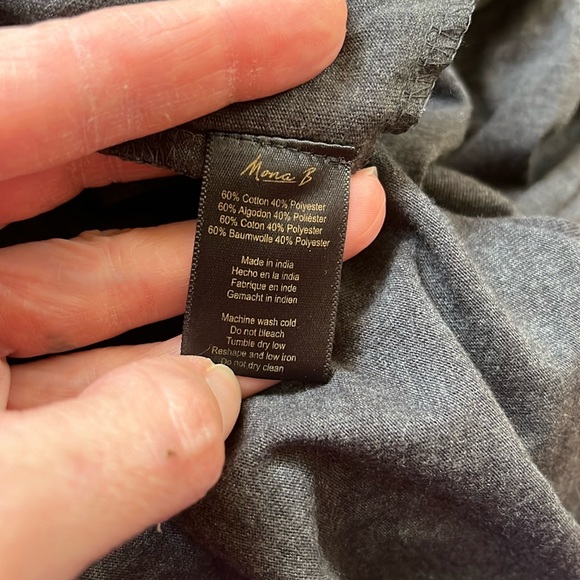 Mona B
60% Cotton 40% Polyester
60% Algodon 40% Poliéster
60% Coton 40% Polyester
60% Baumwolle 40% Polyester
Made in india
Hecho en la india
Fabrique en inde
Gemacht in indien
Machine wash cold
Do not bleach
Tumble dry low
Reshape and low iron
Do not dry clean